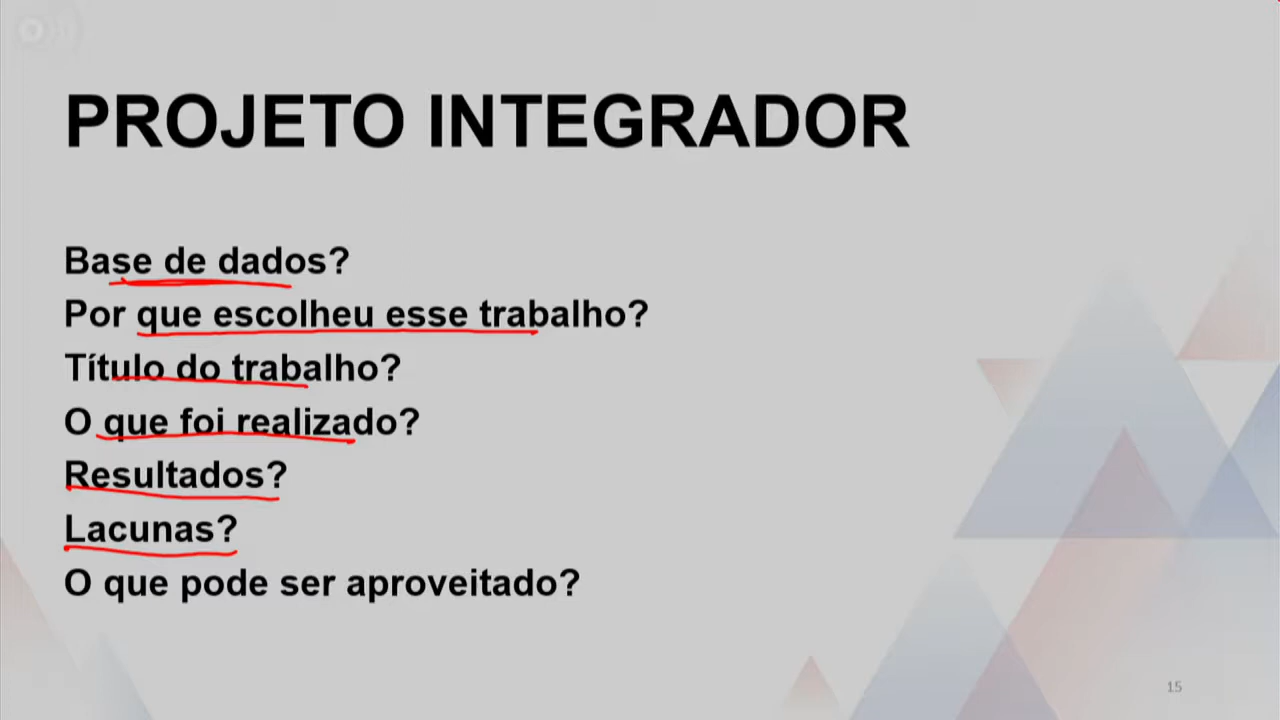 PROJETO INTEGRADOR
Base de dados?
Por que escolheu esse trabalho?
Título do trabalho?
O que foi realizado?
Resultados?
Lacunas?
O que pode ser aproveitado?
15